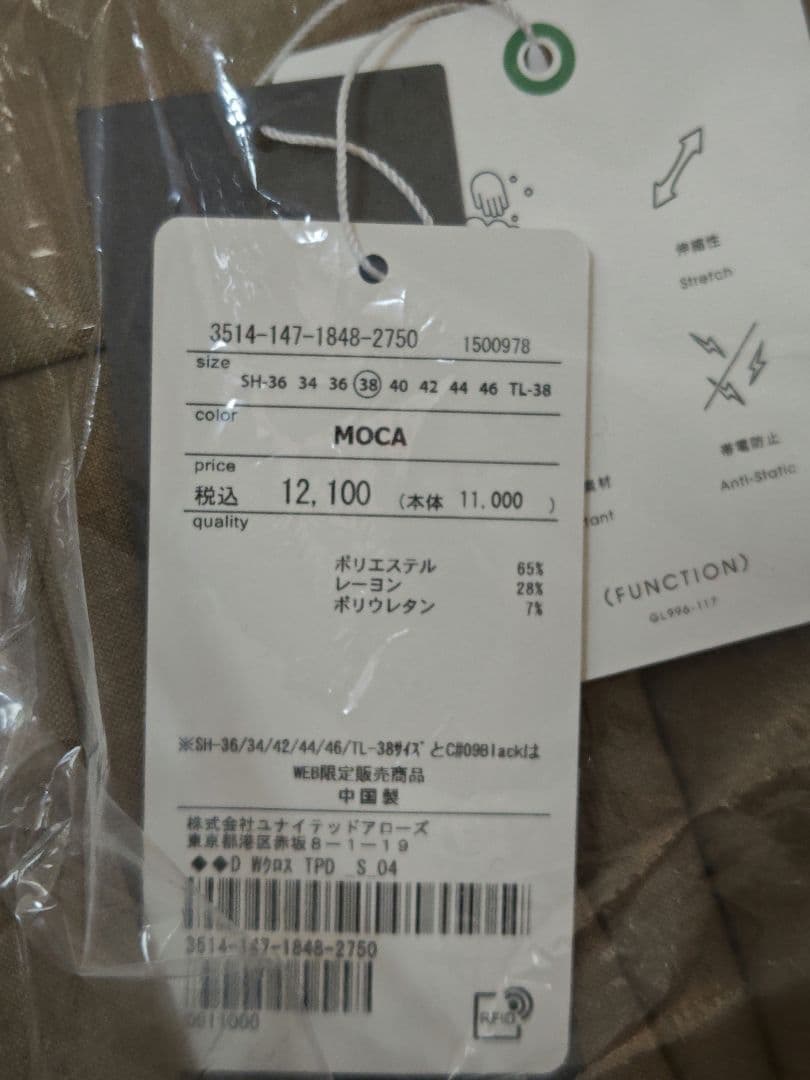 3514-147-1848-2750 1500978
size
SH-36 34 36 38 40 42 44 46 TL-38
color
MOCA
price
税込 12,100 (本体 11,000 )
quality
ポリエステル 65%
レーヨン 28%
ポリウレタン 7%
※SH-36/34/42/44/46/TL-38ｻｲｽﾞとC#09Blackは
WEB限定販売商品
中国製
株式会社ユナイテッドアローズ
東京都港区赤坂８－１－１９
◆◆D Wｸﾛｽ TPD _S_04
3514-147-1848-2750
RFID
伸縮性
Stretch
帯電防止
Anti-Static
素材
tant
(FUNCTION)
GL996-117